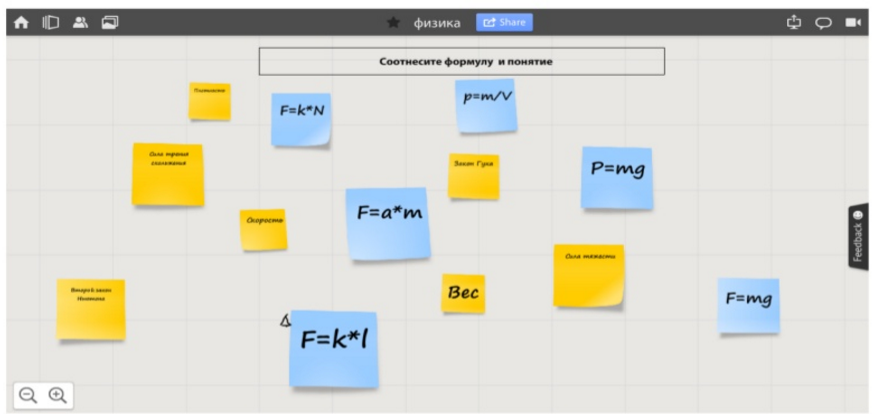 физика
Share
Соотнесите формулу и понятие
Плотность
F=k*N
p=m/V
Сила трения
скольжения
Закон Гука
P=mg
F=a*m
Скорость
Сила тяжести
Второй закон
Ньютона
Вес
F=mg
F=k*l
Feedback